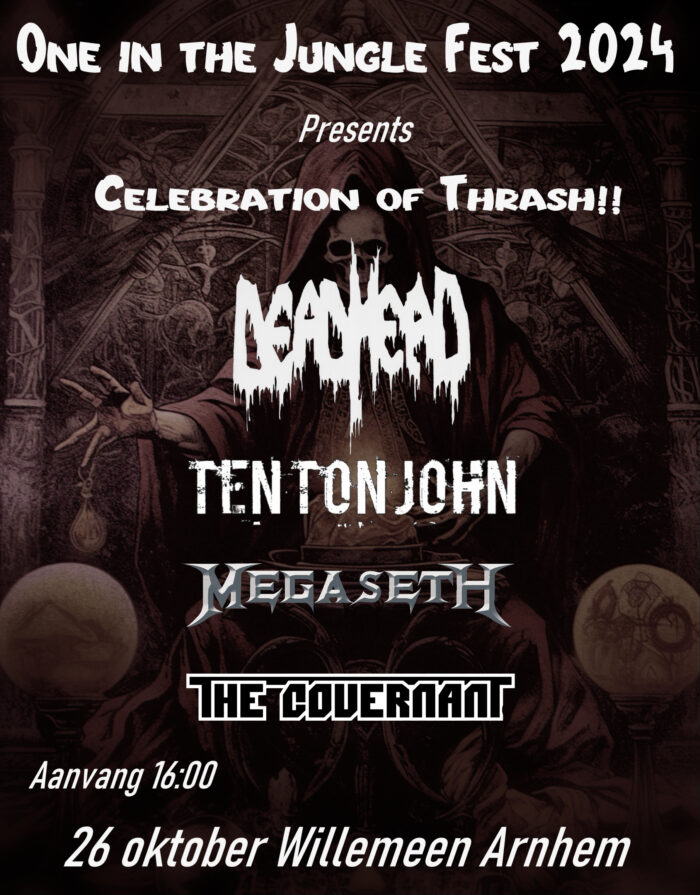 One in the Jungle Fest 2024
Presents
Celebration of Thrash!!
DEADHEAD
TEN TON JOHN
MEGASETH
THE COVERNANT
Aanvang 16:00
26 oktober Willemeen Arnhem